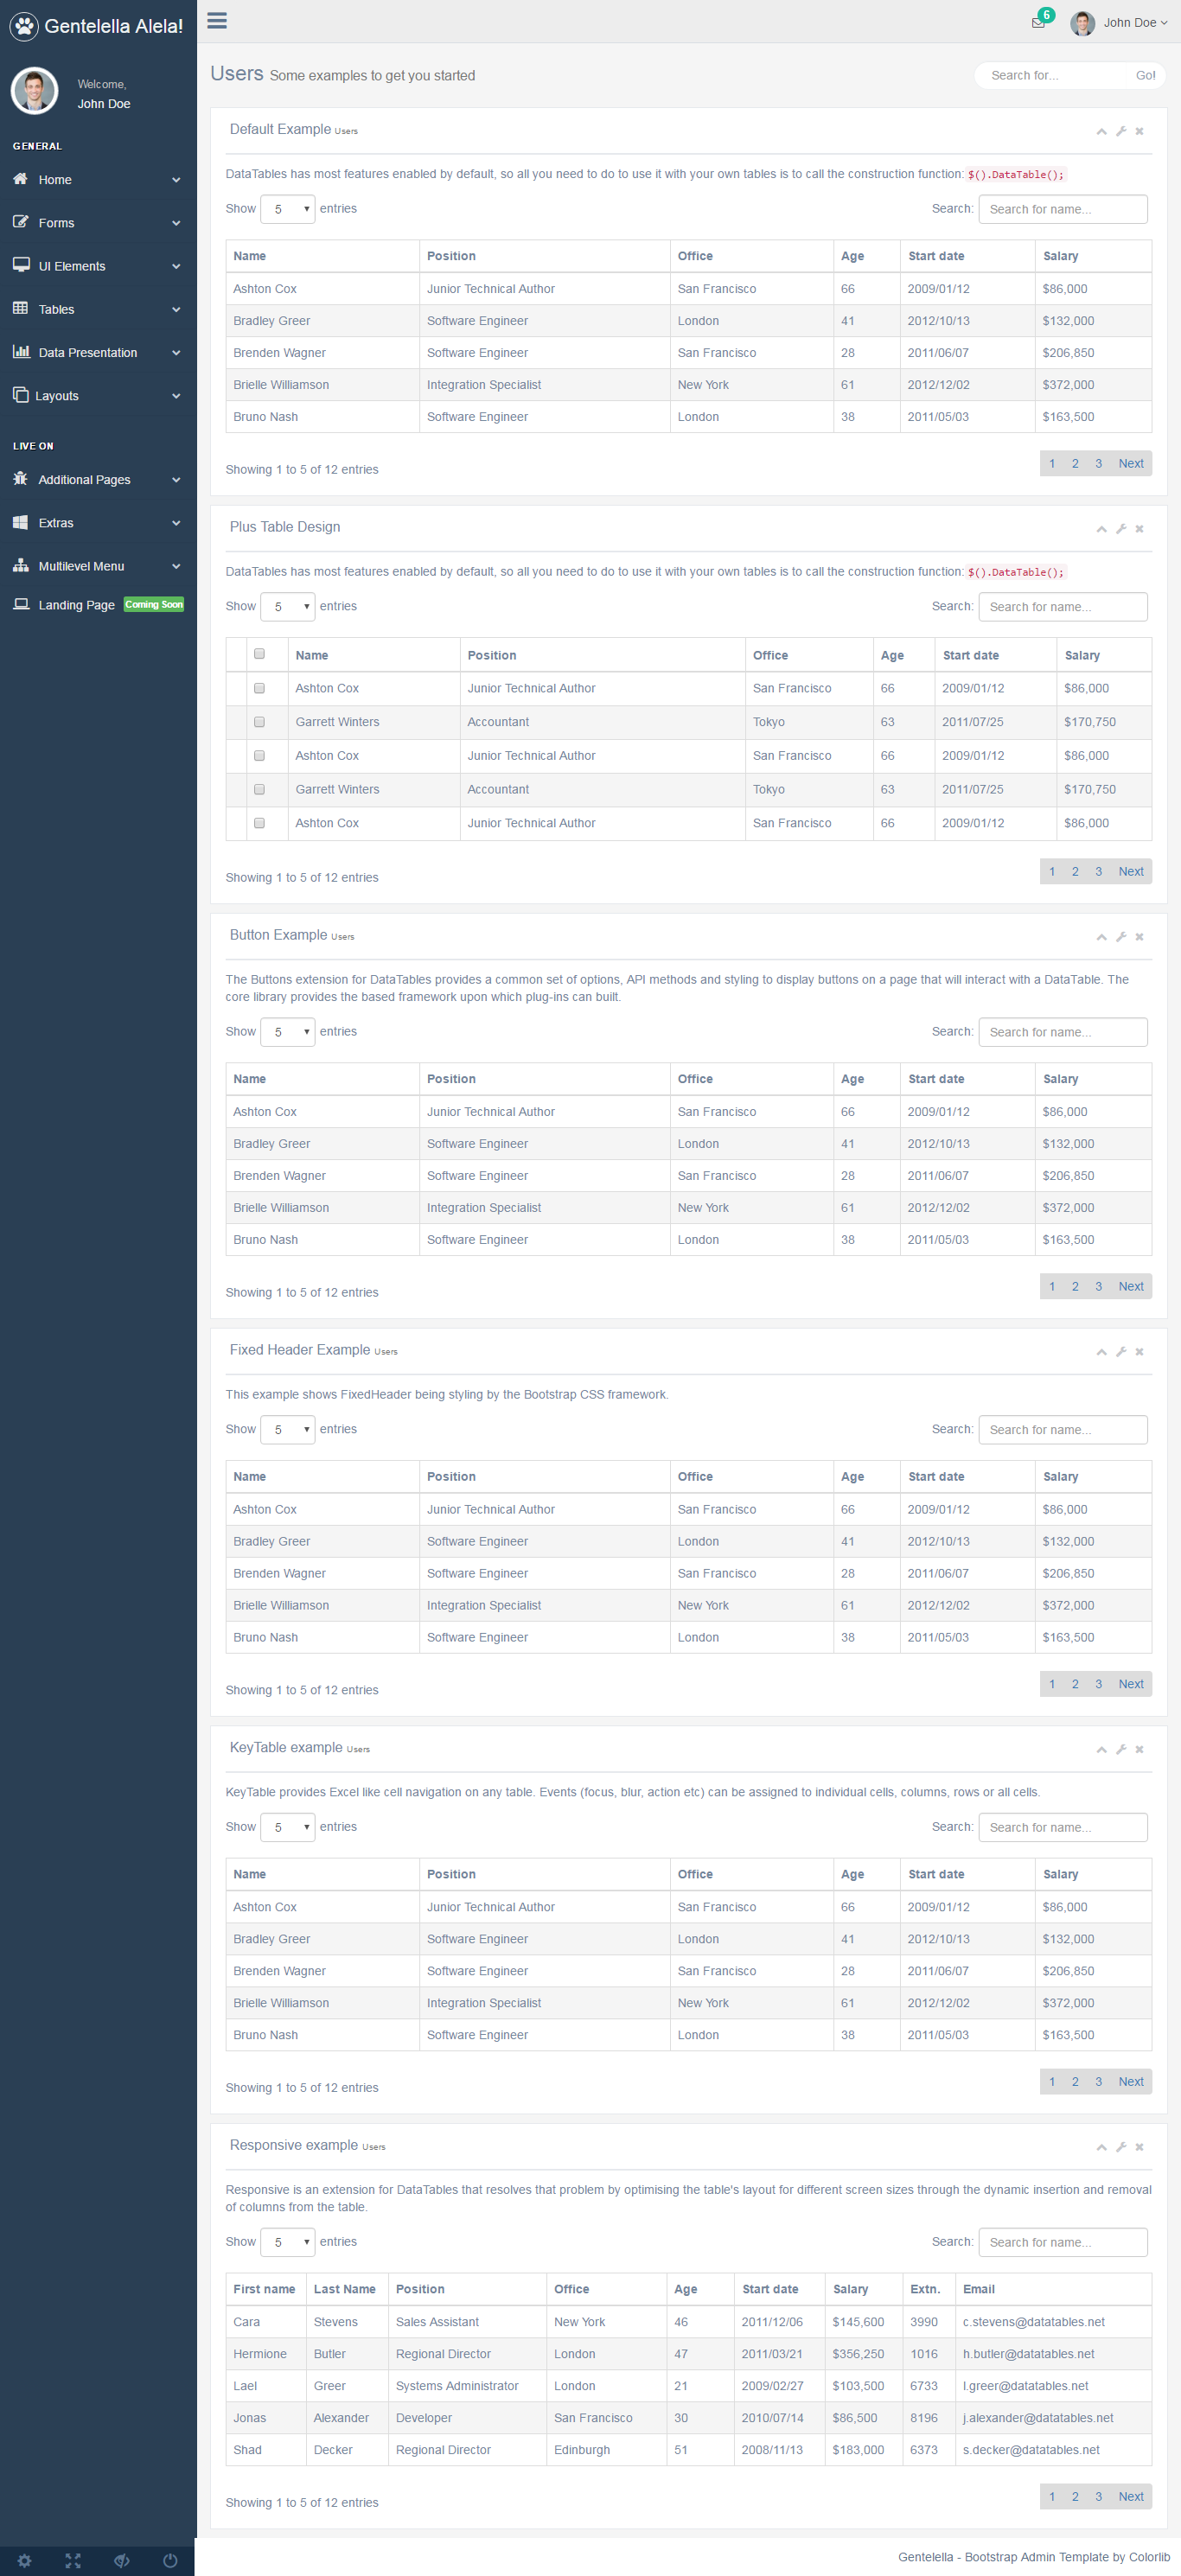 Gentelella Alela!
6
John Doe
Welcome,
John Doe
GENERAL
Home
Forms
UI Elements
Tables
Data Presentation
Layouts
LIVE ON
Additional Pages
Extras
Multilevel Menu
Landing Page Coming Soon
Users Some examples to get you started
Search for... Go!
Default Example Users
DataTables has most features enabled by default, so all you need to do to use it with your own tables is to call the construction function: $().DataTable();
Show 5 entries Search: Search for name...
Name Position Office Age Start date Salary
Ashton Cox Junior Technical Author San Francisco 66 2009/01/12 $86,000
Bradley Greer Software Engineer London 41 2012/10/13 $132,000
Brenden Wagner Software Engineer San Francisco 28 2011/06/07 $206,850
Brielle Williamson Integration Specialist New York 61 2012/12/02 $372,000
Bruno Nash Software Engineer London 38 2011/05/03 $163,500
Showing 1 to 5 of 12 entries 1 2 3 Next
Plus Table Design
DataTables has most features enabled by default, so all you need to do to use it with your own tables is to call the construction function: $().DataTable();
Show 5 entries Search: Search for name...
Name Position Office Age Start date Salary
Ashton Cox Junior Technical Author San Francisco 66 2009/01/12 $86,000
Garrett Winters Accountant Tokyo 63 2011/07/25 $170,750
Ashton Cox Junior Technical Author San Francisco 66 2009/01/12 $86,000
Garrett Winters Accountant Tokyo 63 2011/07/25 $170,750
Ashton Cox Junior Technical Author San Francisco 66 2009/01/12 $86,000
Showing 1 to 5 of 12 entries 1 2 3 Next
Button Example Users
The Buttons extension for DataTables provides a common set of options, API methods and styling to display buttons on a page that will interact with a DataTable. The
core library provides the based framework upon which plug-ins can built.
Show 5 entries Search: Search for name...
Name Position Office Age Start date Salary
Ashton Cox Junior Technical Author San Francisco 66 2009/01/12 $86,000
Bradley Greer Software Engineer London 41 2012/10/13 $132,000
Brenden Wagner Software Engineer San Francisco 28 2011/06/07 $206,850
Brielle Williamson Integration Specialist New York 61 2012/12/02 $372,000
Bruno Nash Software Engineer London 38 2011/05/03 $163,500
Showing 1 to 5 of 12 entries 1 2 3 Next
Fixed Header Example Users
This example shows FixedHeader being styling by the Bootstrap CSS framework.
Show 5 entries Search: Search for name...
Name Position Office Age Start date Salary
Ashton Cox Junior Technical Author San Francisco 66 2009/01/12 $86,000
Bradley Greer Software Engineer London 41 2012/10/13 $132,000
Brenden Wagner Software Engineer San Francisco 28 2011/06/07 $206,850
Brielle Williamson Integration Specialist New York 61 2012/12/02 $372,000
Bruno Nash Software Engineer London 38 2011/05/03 $163,500
Showing 1 to 5 of 12 entries 1 2 3 Next
KeyTable example Users
KeyTable provides Excel like cell navigation on any table. Events (focus, blur, action etc) can be assigned to individual cells, columns, rows or all cells.
Show 5 entries Search: Search for name...
Name Position Office Age Start date Salary
Ashton Cox Junior Technical Author San Francisco 66 2009/01/12 $86,000
Bradley Greer Software Engineer London 41 2012/10/13 $132,000
Brenden Wagner Software Engineer San Francisco 28 2011/06/07 $206,850
Brielle Williamson Integration Specialist New York 61 2012/12/02 $372,000
Bruno Nash Software Engineer London 38 2011/05/03 $163,500
Showing 1 to 5 of 12 entries 1 2 3 Next
Responsive example Users
Responsive is an extension for DataTables that resolves that problem by optimising the table's layout for different screen sizes through the dynamic insertion and removal
of columns from the table.
Show 5 entries Search: Search for name...
First name Last Name Position Office Age Start date Salary Extn. Email
Cara Stevens Sales Assistant New York 46 2011/12/06 $145,600 3990 c.stevens@datatables.net
Hermione Butler Regional Director London 47 2011/03/21 $356,250 1016 h.butler@datatables.net
Lael Greer Systems Administrator London 21 2009/02/27 $103,500 6733 l.greer@datatables.net
Jonas Alexander Developer San Francisco 30 2010/07/14 $86,500 8196 j.alexander@datatables.net
Shad Decker Regional Director Edinburgh 51 2008/11/13 $183,000 6373 s.decker@datatables.net
Showing 1 to 5 of 12 entries 1 2 3 Next
Gentelella - Bootstrap Admin Template by Colorlib